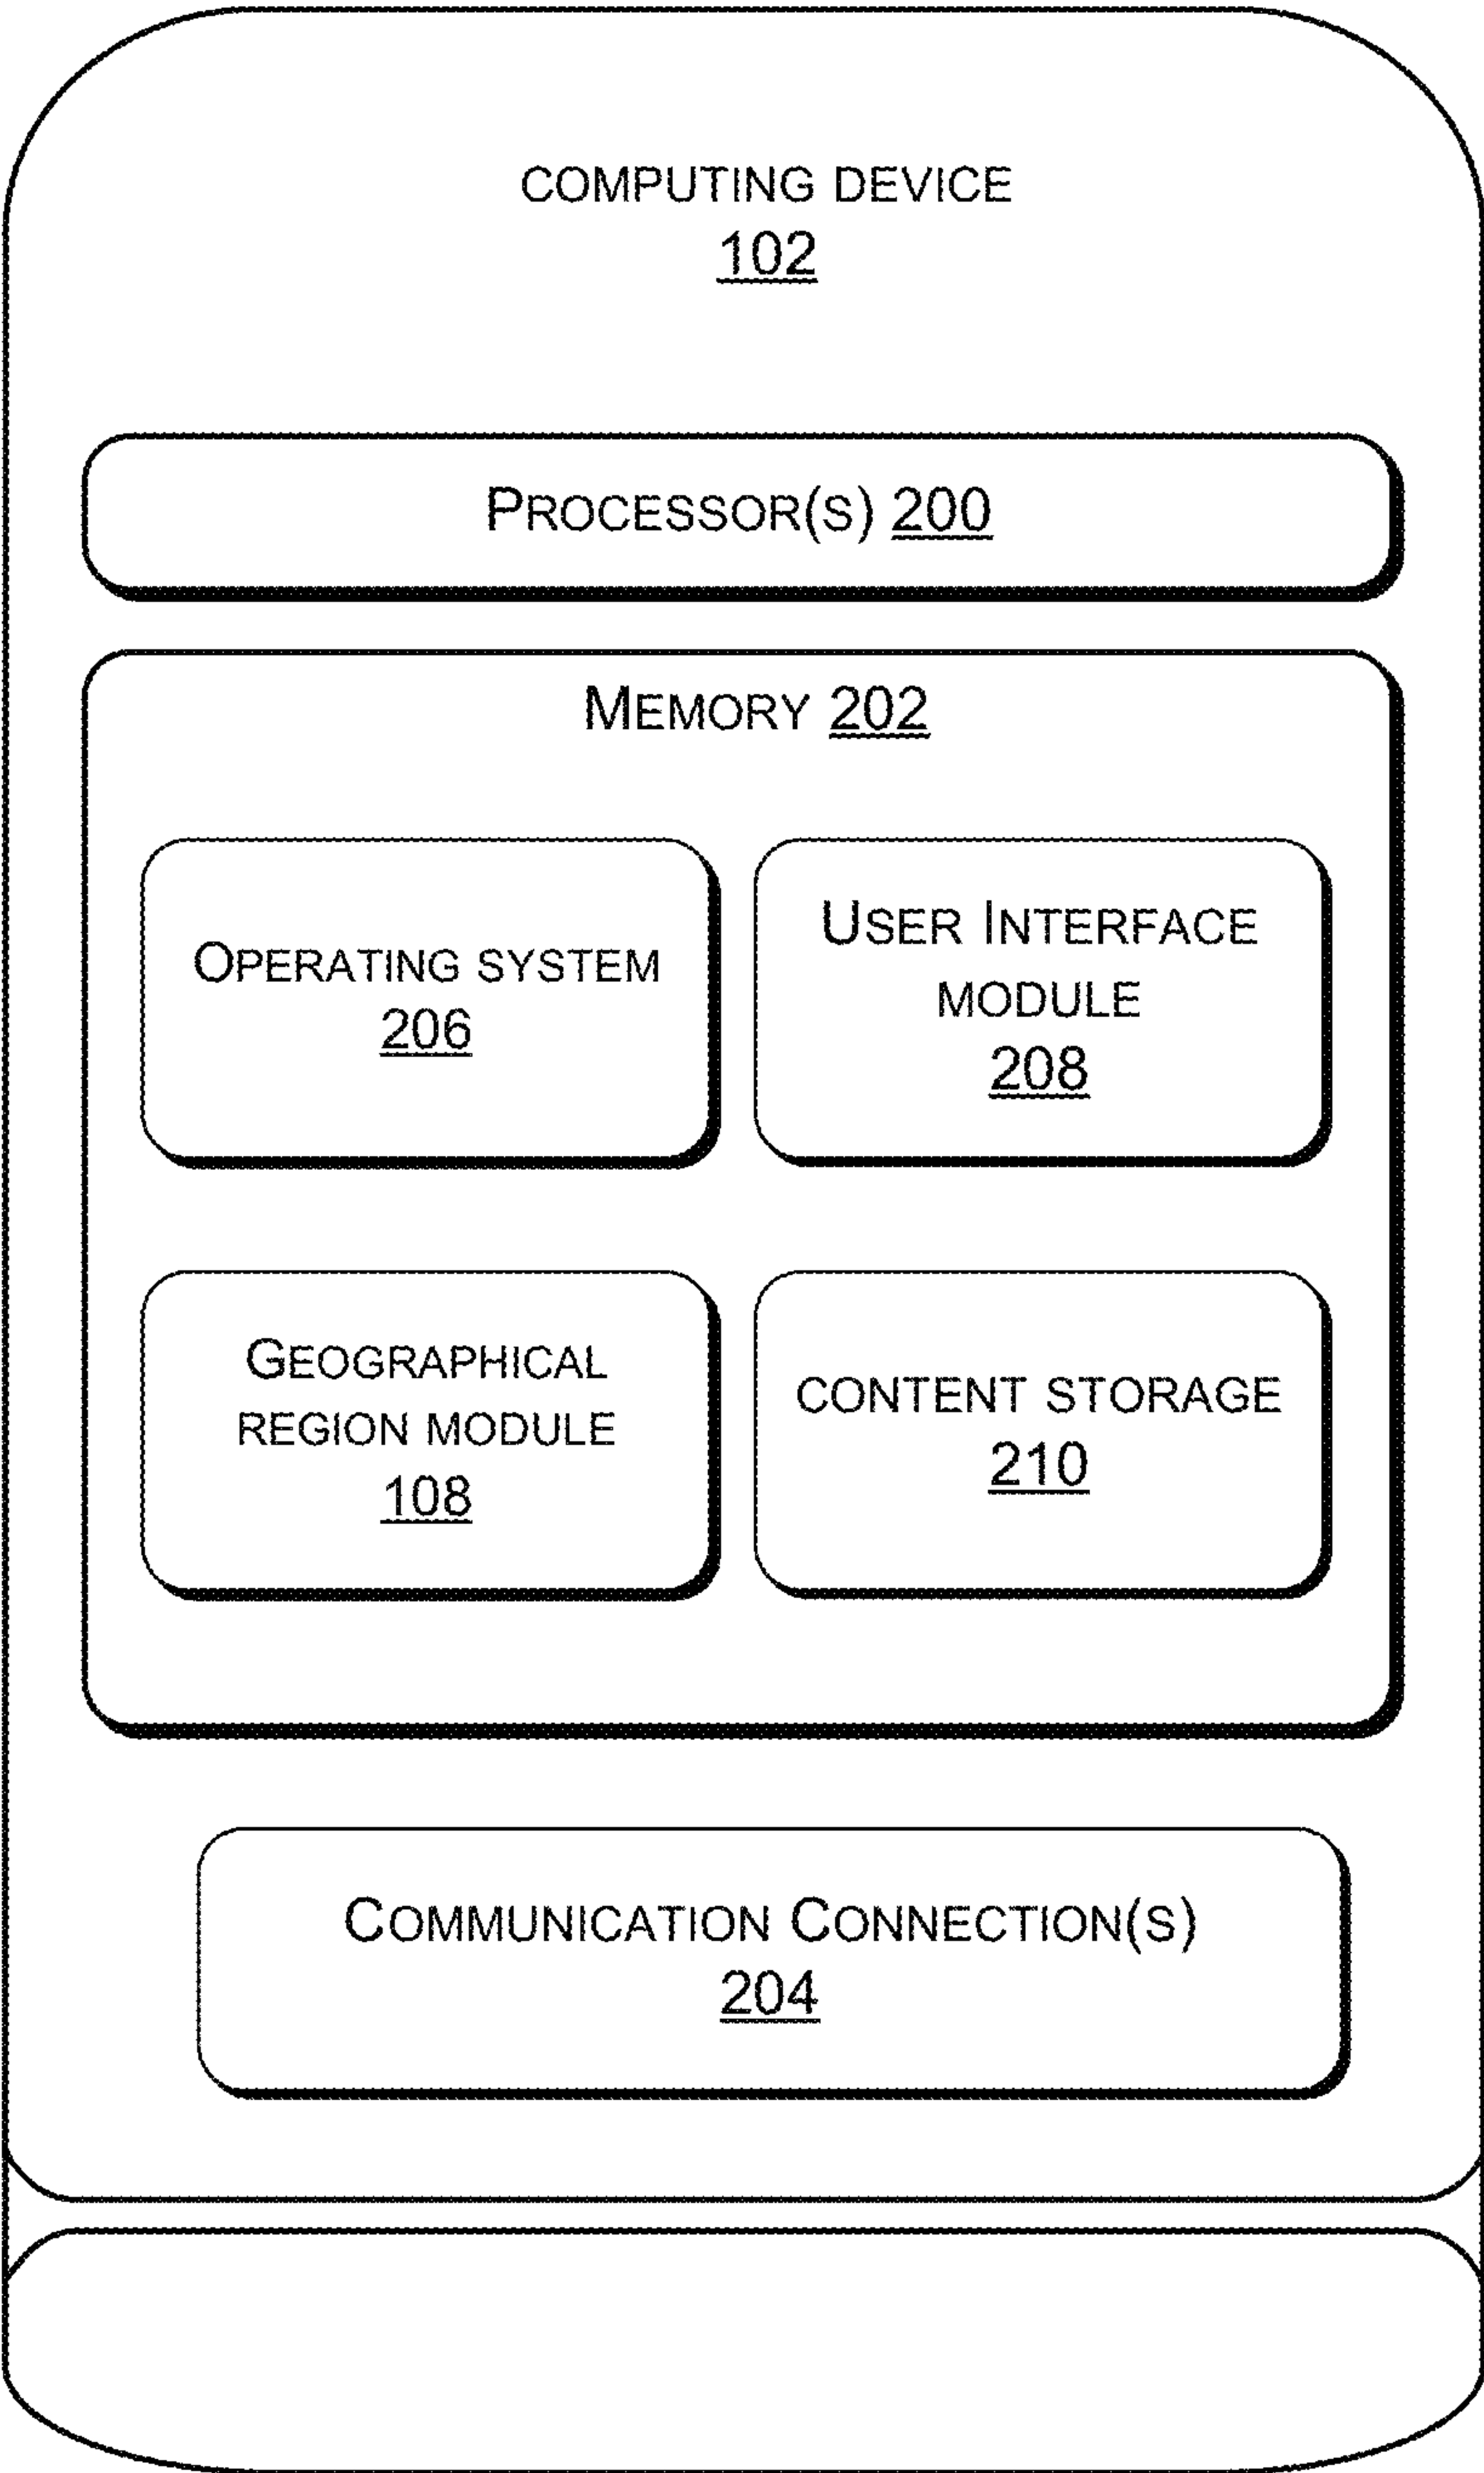 COMPUTING DEVICE
102
PROCESSOR(S) 200
MEMORY 202
OPERATING SYSTEM
206
USER INTERFACE
MODULE
208
GEOGRAPHICAL
REGION MODULE
108
CONTENT STORAGE
210
COMMUNICATION CONNECTION(S)
204